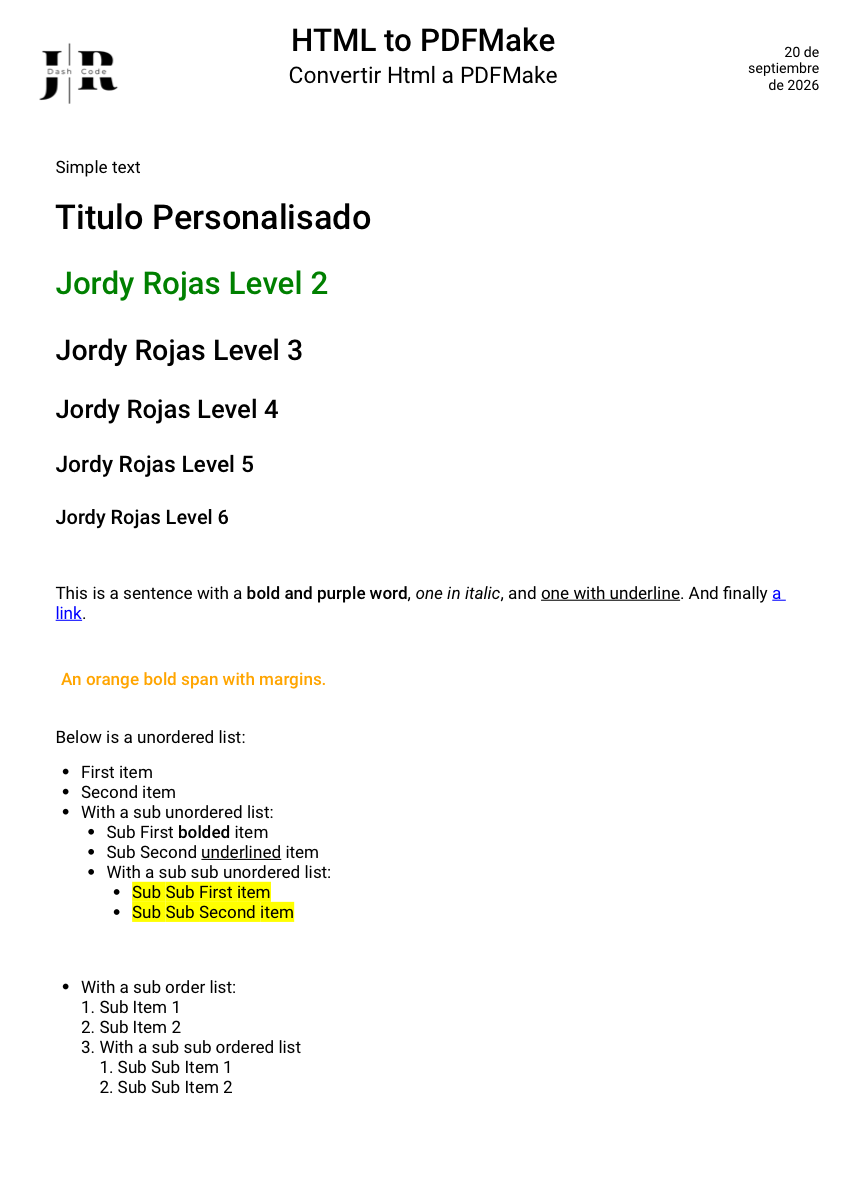 JR
Dash Code
HTML to PDFMake
Convertir Html a PDFMake
20 de
septiembre
de 2026
Simple text
Titulo Personalisado
Jordy Rojas Level 2
Jordy Rojas Level 3
Jordy Rojas Level 4
Jordy Rojas Level 5
Jordy Rojas Level 6
This is a sentence with a bold and purple word, one in italic, and one with underline. And finally a
link.
An orange bold span with margins.
Below is a unordered list:
• First item
• Second item
• With a sub unordered list:
• Sub First bolded item
• Sub Second underlined item
• With a sub sub unordered list:
• Sub Sub First item
• Sub Sub Second item
• With a sub order list:
1. Sub Item 1
2. Sub Item 2
3. With a sub sub ordered list
1. Sub Sub Item 1
2. Sub Sub Item 2